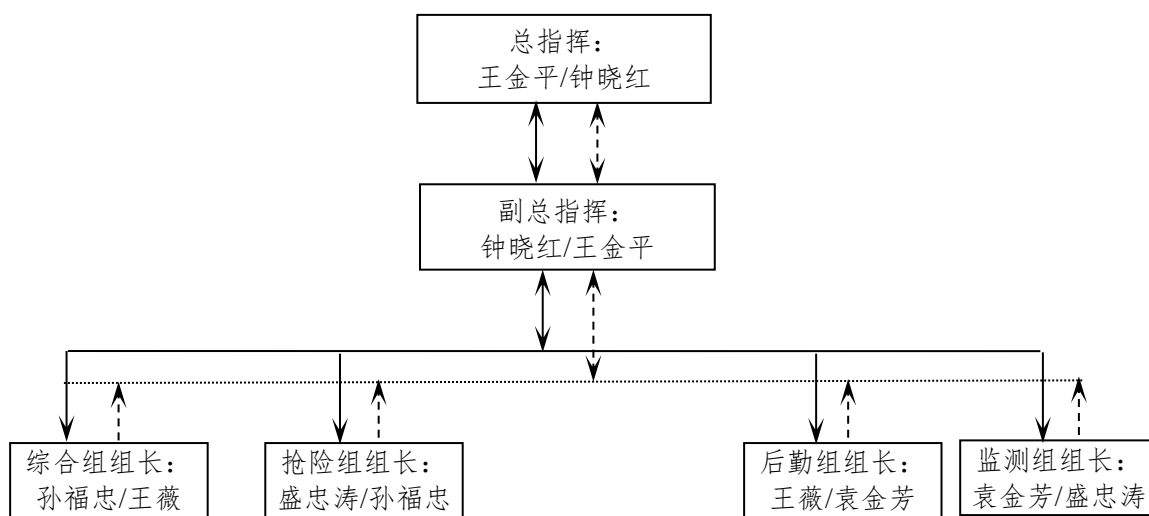 总指挥：
王金平/钟晓红
副总指挥：
钟晓红/王金平
综合组组长：
孙福忠/王薇
抢险组组长：
盛忠涛/孙福忠
后勤组组长：
王薇/袁金芳
监测组组长：
袁金芳/盛忠涛